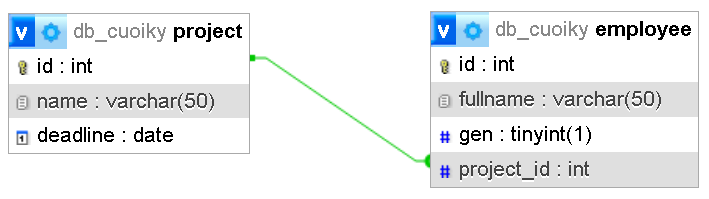 v db_cuoiky project
id : int
name : varchar(50)
deadline : date
v db_cuoiky employee
id : int
fullname : varchar(50)
# gen : tinyint(1)
# project_id : int